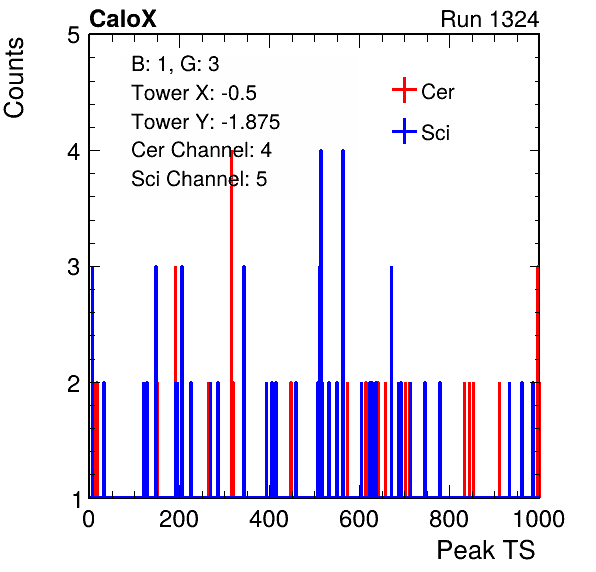 CaloX Run 1324
Counts
5
B: 1, G: 3
Tower X: -0.5
Tower Y: -1.875
Cer Channel: 4
Sci Channel: 5
Cer
Sci
4
3
2
1
0 200 400 600 800 1000
Peak TS